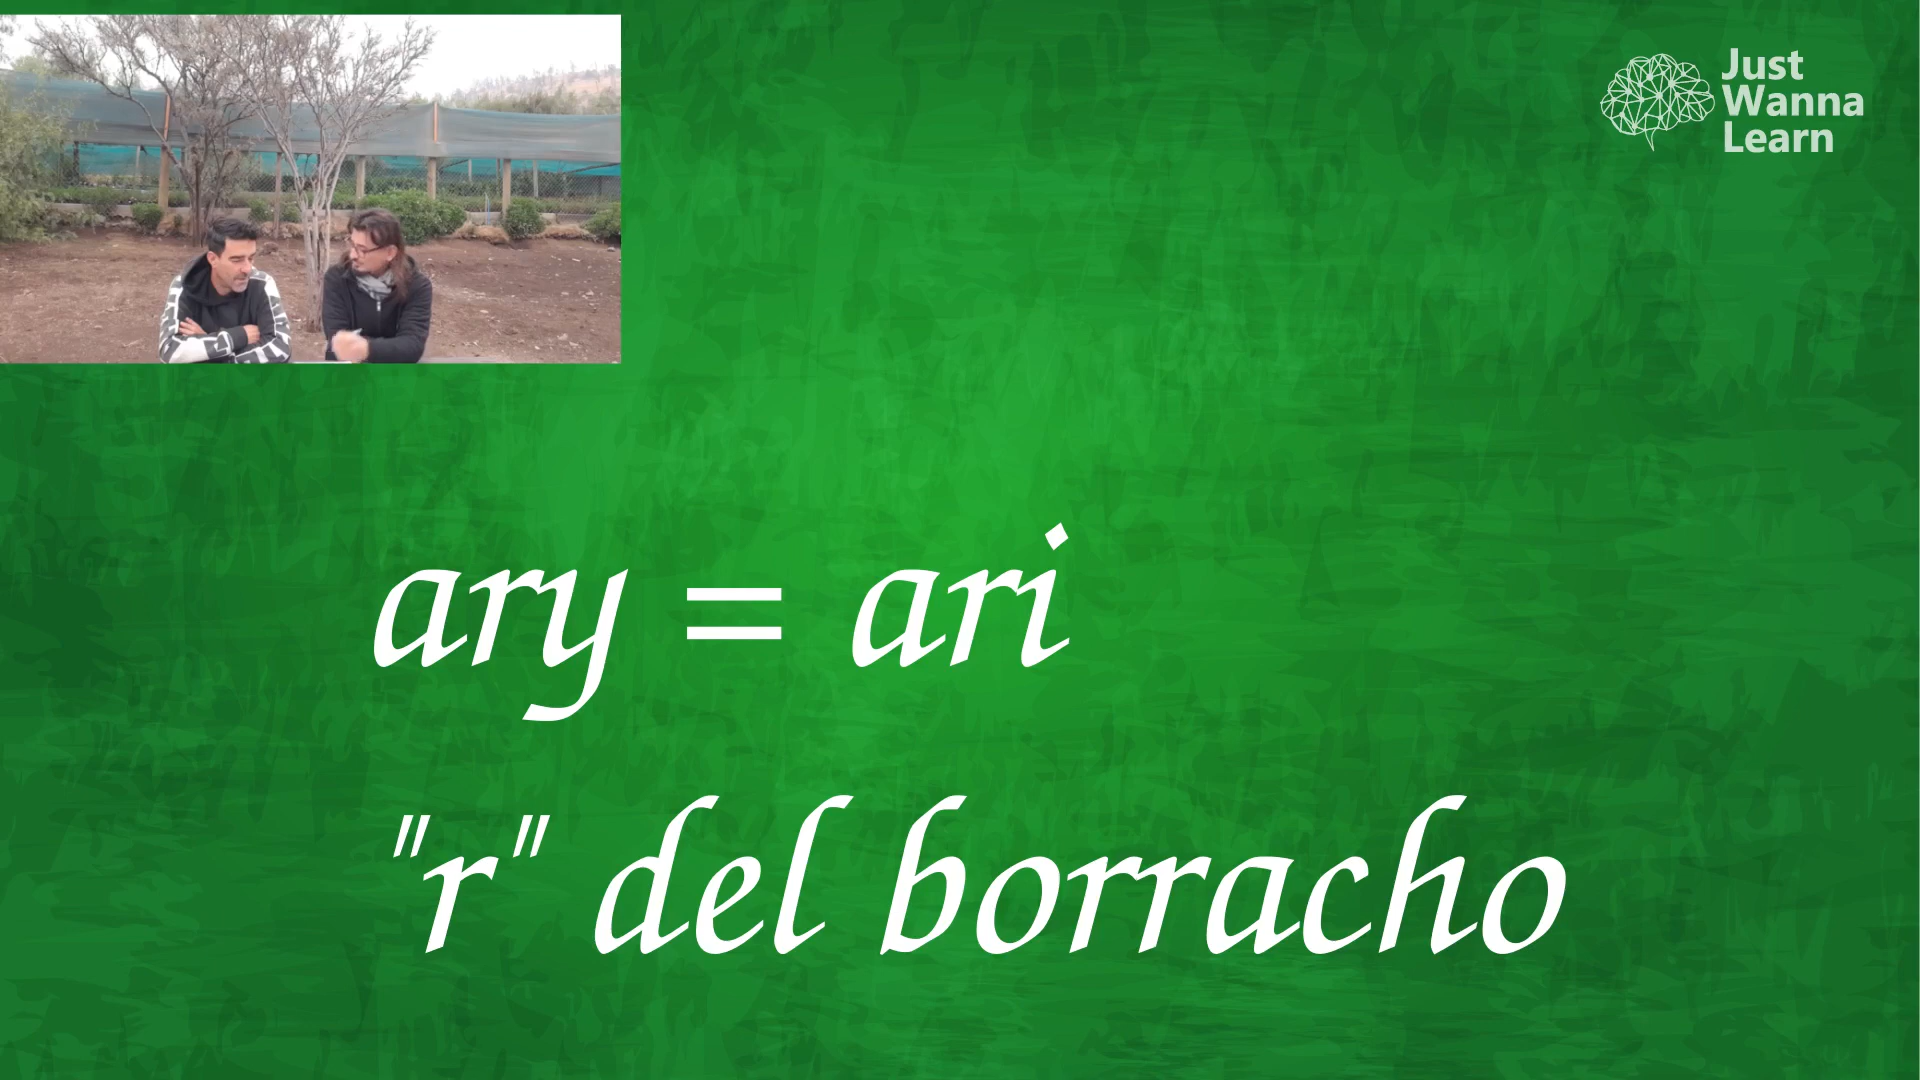 Just
Wanna
Learn
ary = ari
"r" del borracho